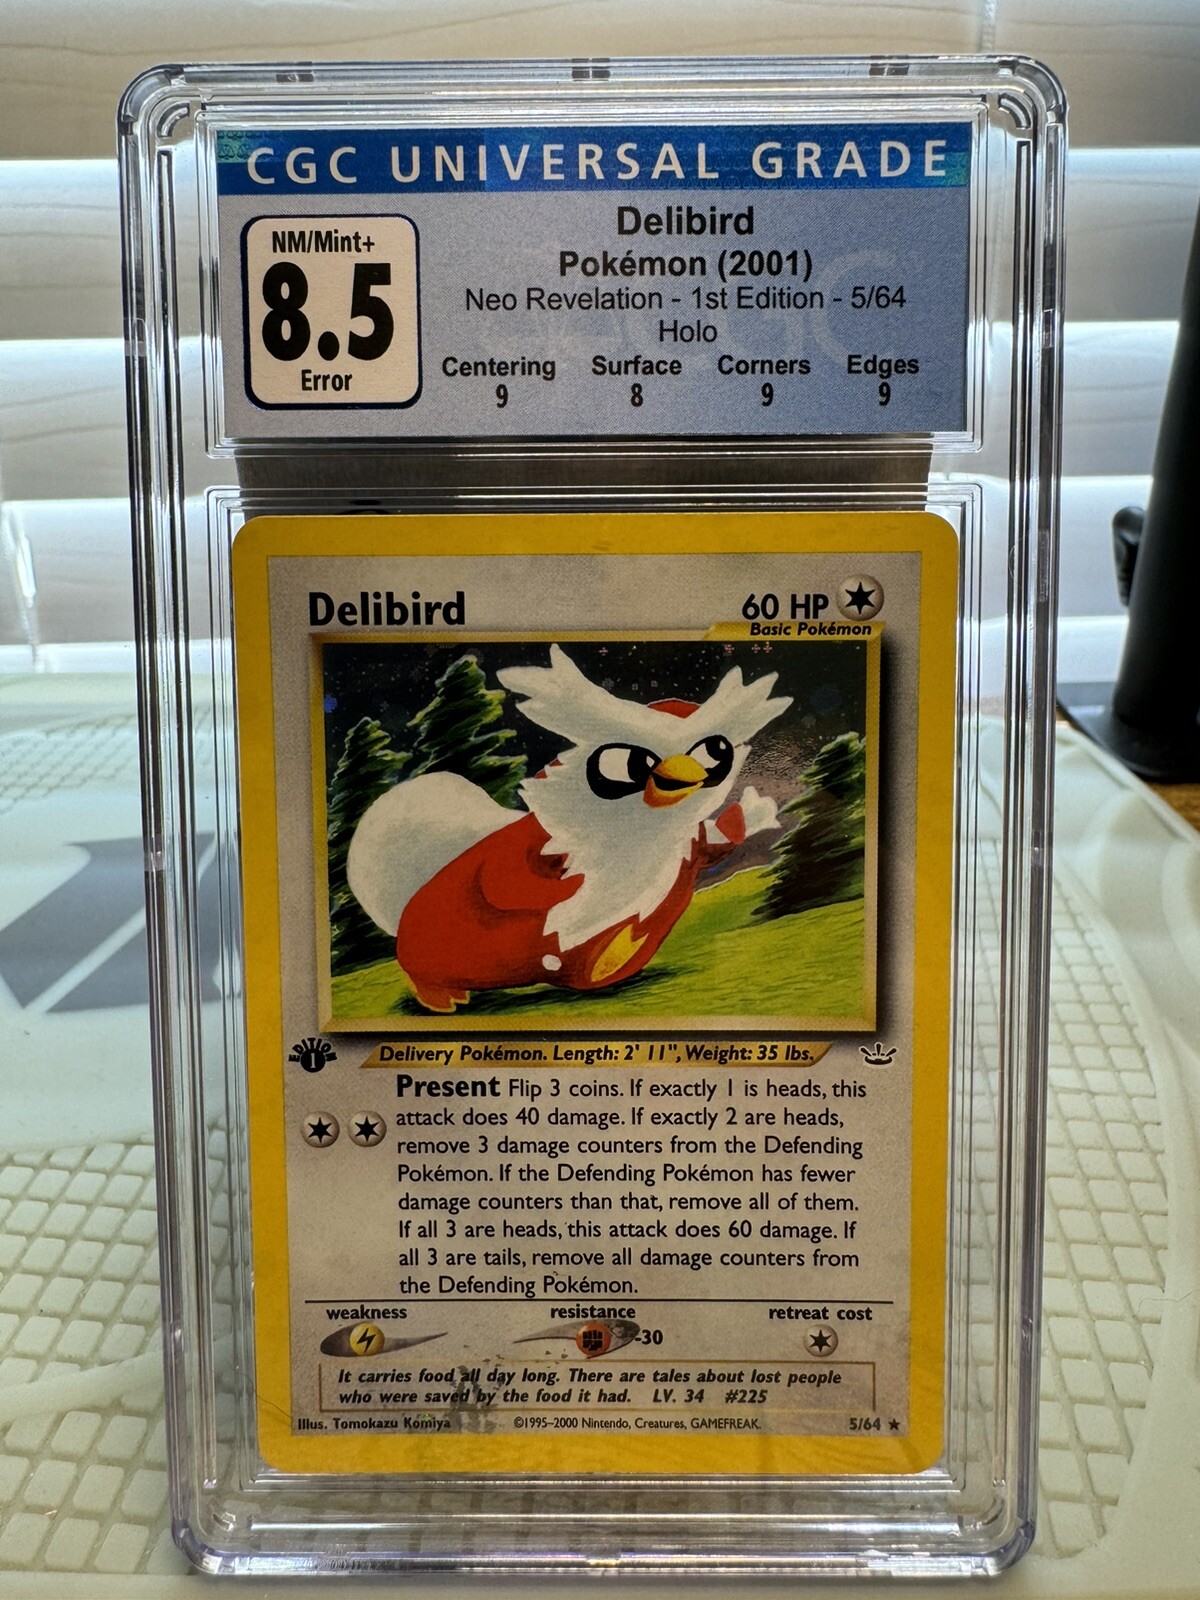 CGC UNIVERSAL GRADE
NM/Mint+
8.5
Error
Delibird
Pokémon (2001)
Neo Revelation - 1st Edition - 5/64
Holo
Centering Surface Corners Edges
9 8 9 9
Delibird 60 HP
Basic Pokémon
EDITION
1
Delivery Pokémon. Length: 2' 11", Weight: 35 lbs.
Present Flip 3 coins. If exactly 1 is heads, this
attack does 40 damage. If exactly 2 are heads,
remove 3 damage counters from the Defending
Pokémon. If the Defending Pokémon has fewer
damage counters than that, remove all of them.
If all 3 are heads, this attack does 60 damage. If
all 3 are tails, remove all damage counters from
the Defending Pokémon.
weakness resistance retreat cost
-30
It carries food all day long. There are tales about lost people
who were saved by the food it had. LV. 34 #225
Illus. Tomokazu Komiya ©1995-2000 Nintendo, Creatures, GAMEFREAK. 5/64 ★